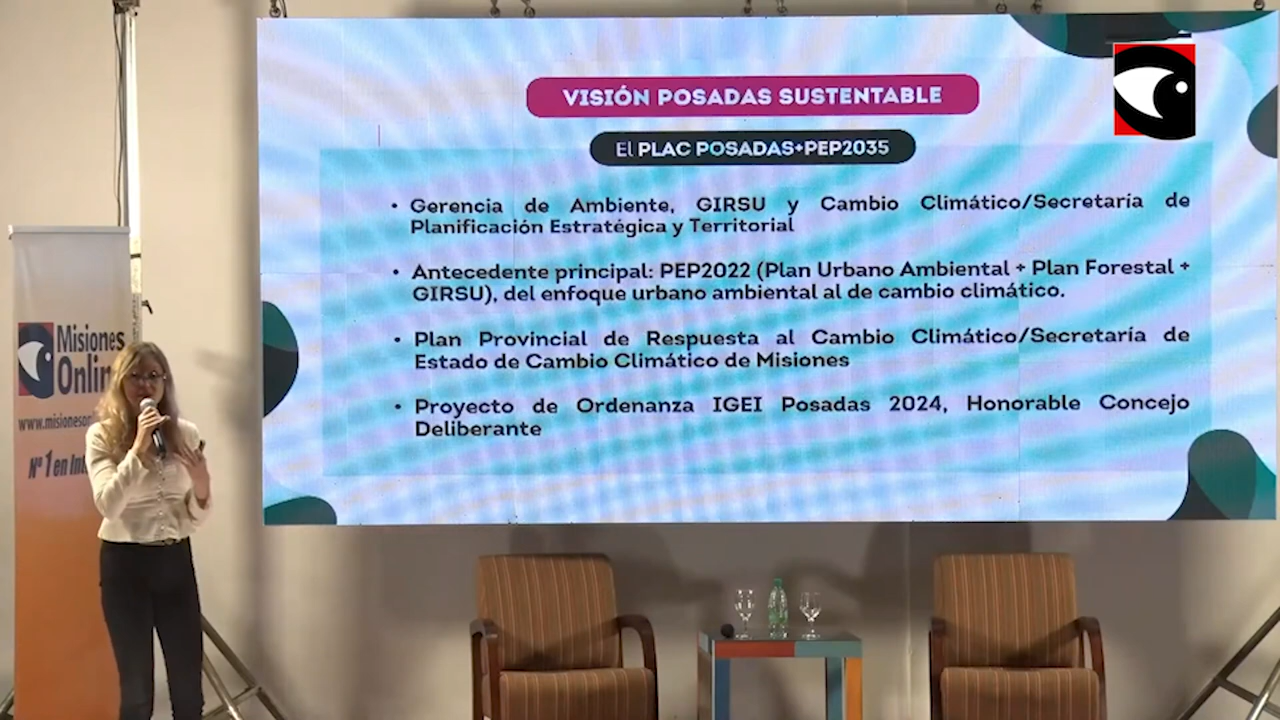 VISIÓN POSADAS SUSTENTABLE
El PLAC POSADAS+PEP2035
• Gerencia de Ambiente, GIRSU y Cambio Climático/Secretaría de
Planificación Estratégica y Territorial
• Antecedente principal: PEP2022 (Plan Urbano Ambiental + Plan Forestal +
GIRSU), del enfoque urbano ambiental al de cambio climático.
• Plan Provincial de Respuesta al Cambio Climático/Secretaría de
Estado de Cambio Climático de Misiones
• Proyecto de Ordenanza IGEI Posadas 2024, Honorable Concejo
Deliberante
Misiones
Onlin
www.misioneson
Nº 1 en Int